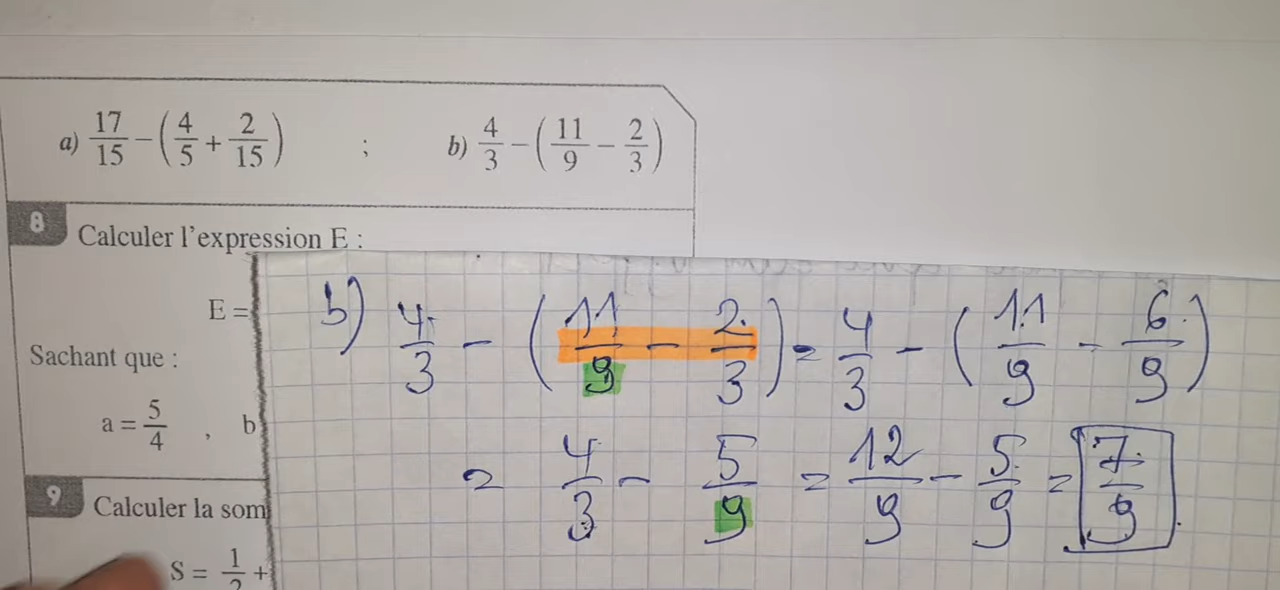 a) 17/15 − (4/5 + 2/15) ; b) 4/3 − (11/9 − 2/3)
8 Calculer l'expression E :
E =
Sachant que :
a = 5/4 , b
9 Calculer la som
S = 1/2 +
b) 4/3 − (11/9 − 2/3) = 4/3 − (11/9 − 6/9)
= 4/3 − 5/9 = 12/9 − 5/9 = 7/9